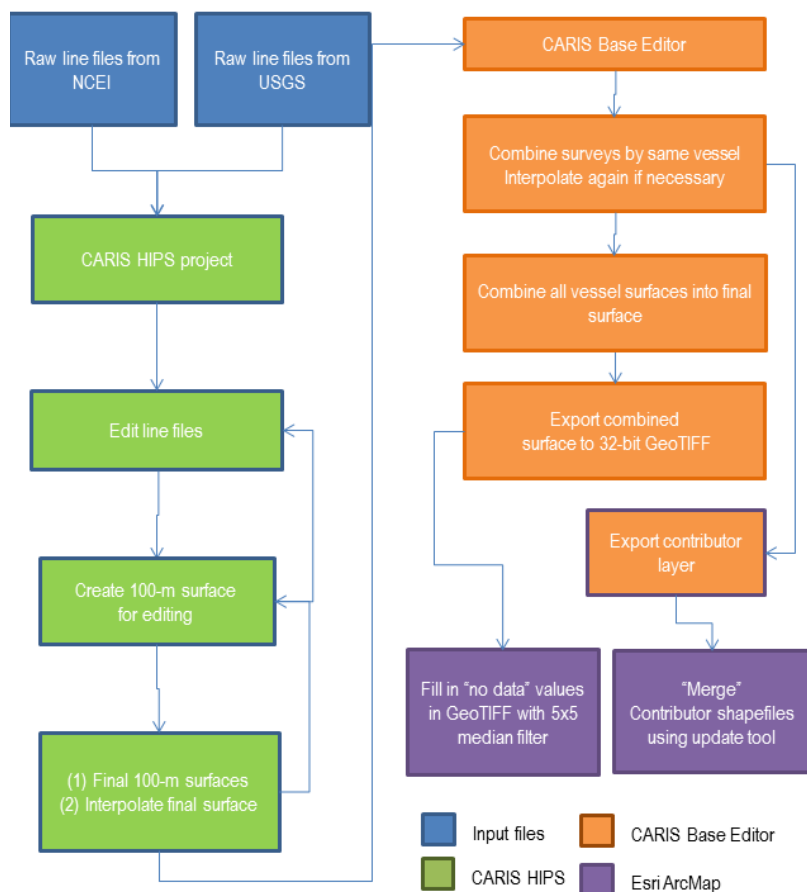 Raw line files from
NCEI
Raw line files from
USGS
CARIS HIPS project
Edit line files
Create 100-m surface
for editing
(1) Final 100-m surfaces
(2) Interpolate final surface
CARIS Base Editor
Combine surveys by same vessel
Interpolate again if necessary
Combine all vessel surfaces into final
surface
Export combined
surface to 32-bit GeoTIFF
Export contributor
layer
Fill in “no data” values
in GeoTIFF with 5x5
median filter
“Merge”
Contributor shapefiles
using update tool
Input files
CARIS Base Editor
CARIS HIPS
Esri ArcMap